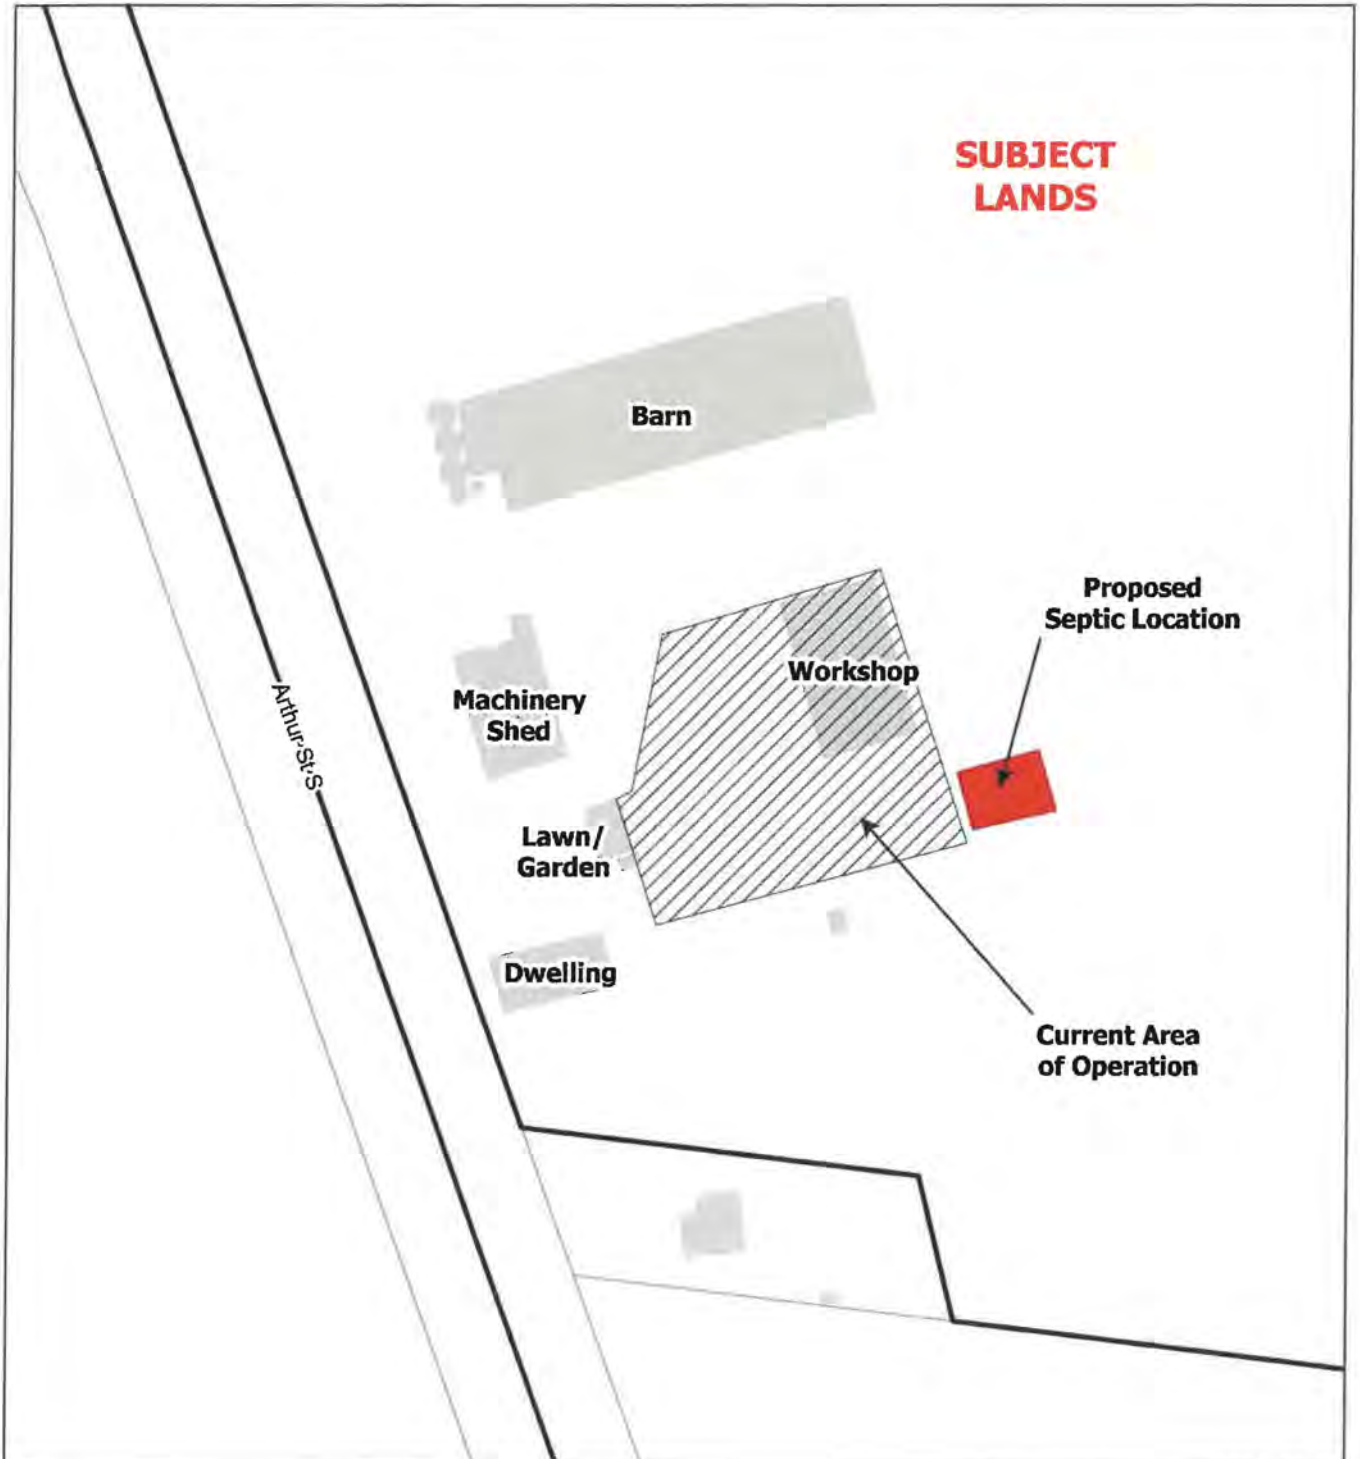 SUBJECT
LANDS
Barn
Proposed
Septic Location
Workshop
Machinery
Shed
Arthur St S
Lawn/
Garden
Dwelling
Current Area
of Operation